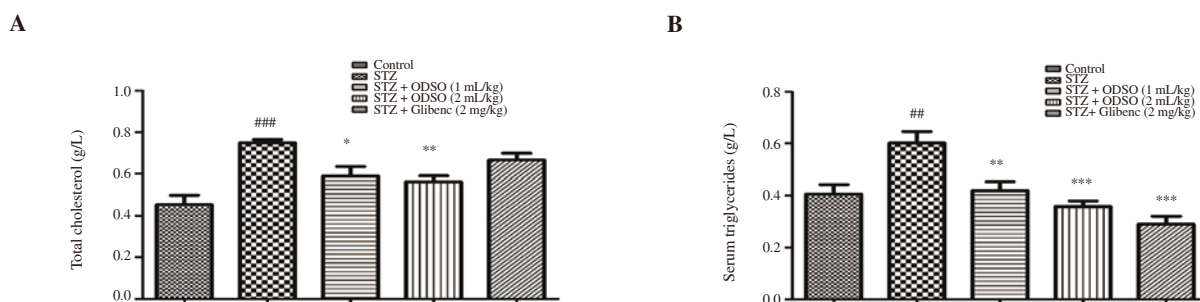 A
Control
STZ
STZ + ODSO (1 mL/kg)
STZ + ODSO (2 mL/kg)
STZ + Glibenc (2 mg/kg)
Total cholesterol (g/L)
1.0
0.8
0.6
0.4
0.2
0.0
###
*
**
B
Control
STZ
STZ + ODSO (1 mL/kg)
STZ + ODSO (2 mL/kg)
STZ+ Glibenc (2 mg/kg)
Serum triglycerides (g/L)
0.8
0.6
0.4
0.2
0.0
##
**
***
***